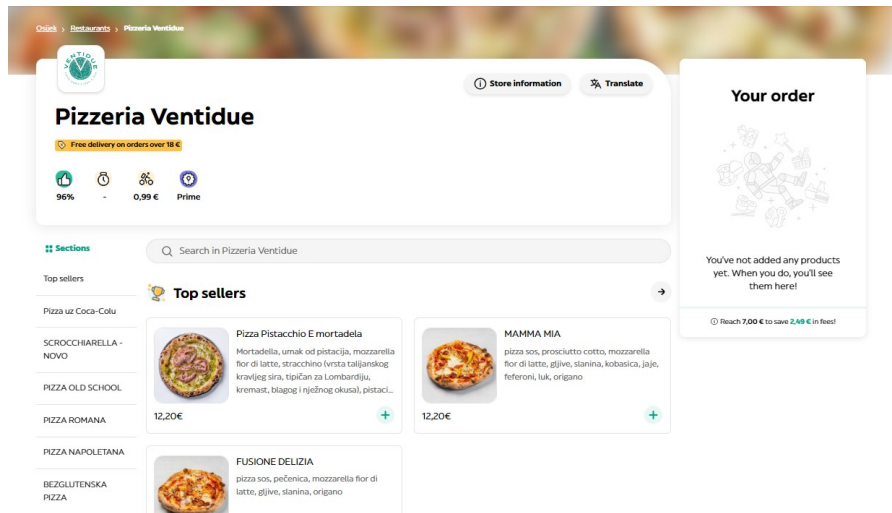 Osijek > Restaurants > Pizzeria Ventidue
VENTIDUE
Store information
Translate
Pizzeria Ventidue
Free delivery on orders over 18 €
96%
-
0,99 €
Prime
Sections
Top sellers
Pizza uz Coca-Colu
SCROCCHIARELLA -
NOVO
PIZZA OLD SCHOOL
PIZZA ROMANA
PIZZA NAPOLETANA
BEZGLUTENSKA
PIZZA
Search in Pizzeria Ventidue
Top sellers
Pizza Pistacchio E mortadela
Mortadella, umak od pistacija, mozzarella
fior di latte, stracchino (vrsta talijanskog
kravljeg sira, tipičan za Lombardiju,
kremast, blagog i nježnog okusa), pistaci...
12,20€
MAMMA MIA
pizza sos, prosciutto cotto, mozzarella
fior di latte, gljive, slanina, kobasica, jaje,
feferoni, luk, origano
12,20€
FUSIONE DELIZIA
pizza sos, pečenica, mozzarella fior di
latte, gljive, slanina, origano
Your order
You've not added any products
yet. When you do, you'll see
them here!
Reach 7,00 € to save 2,49 € in fees!